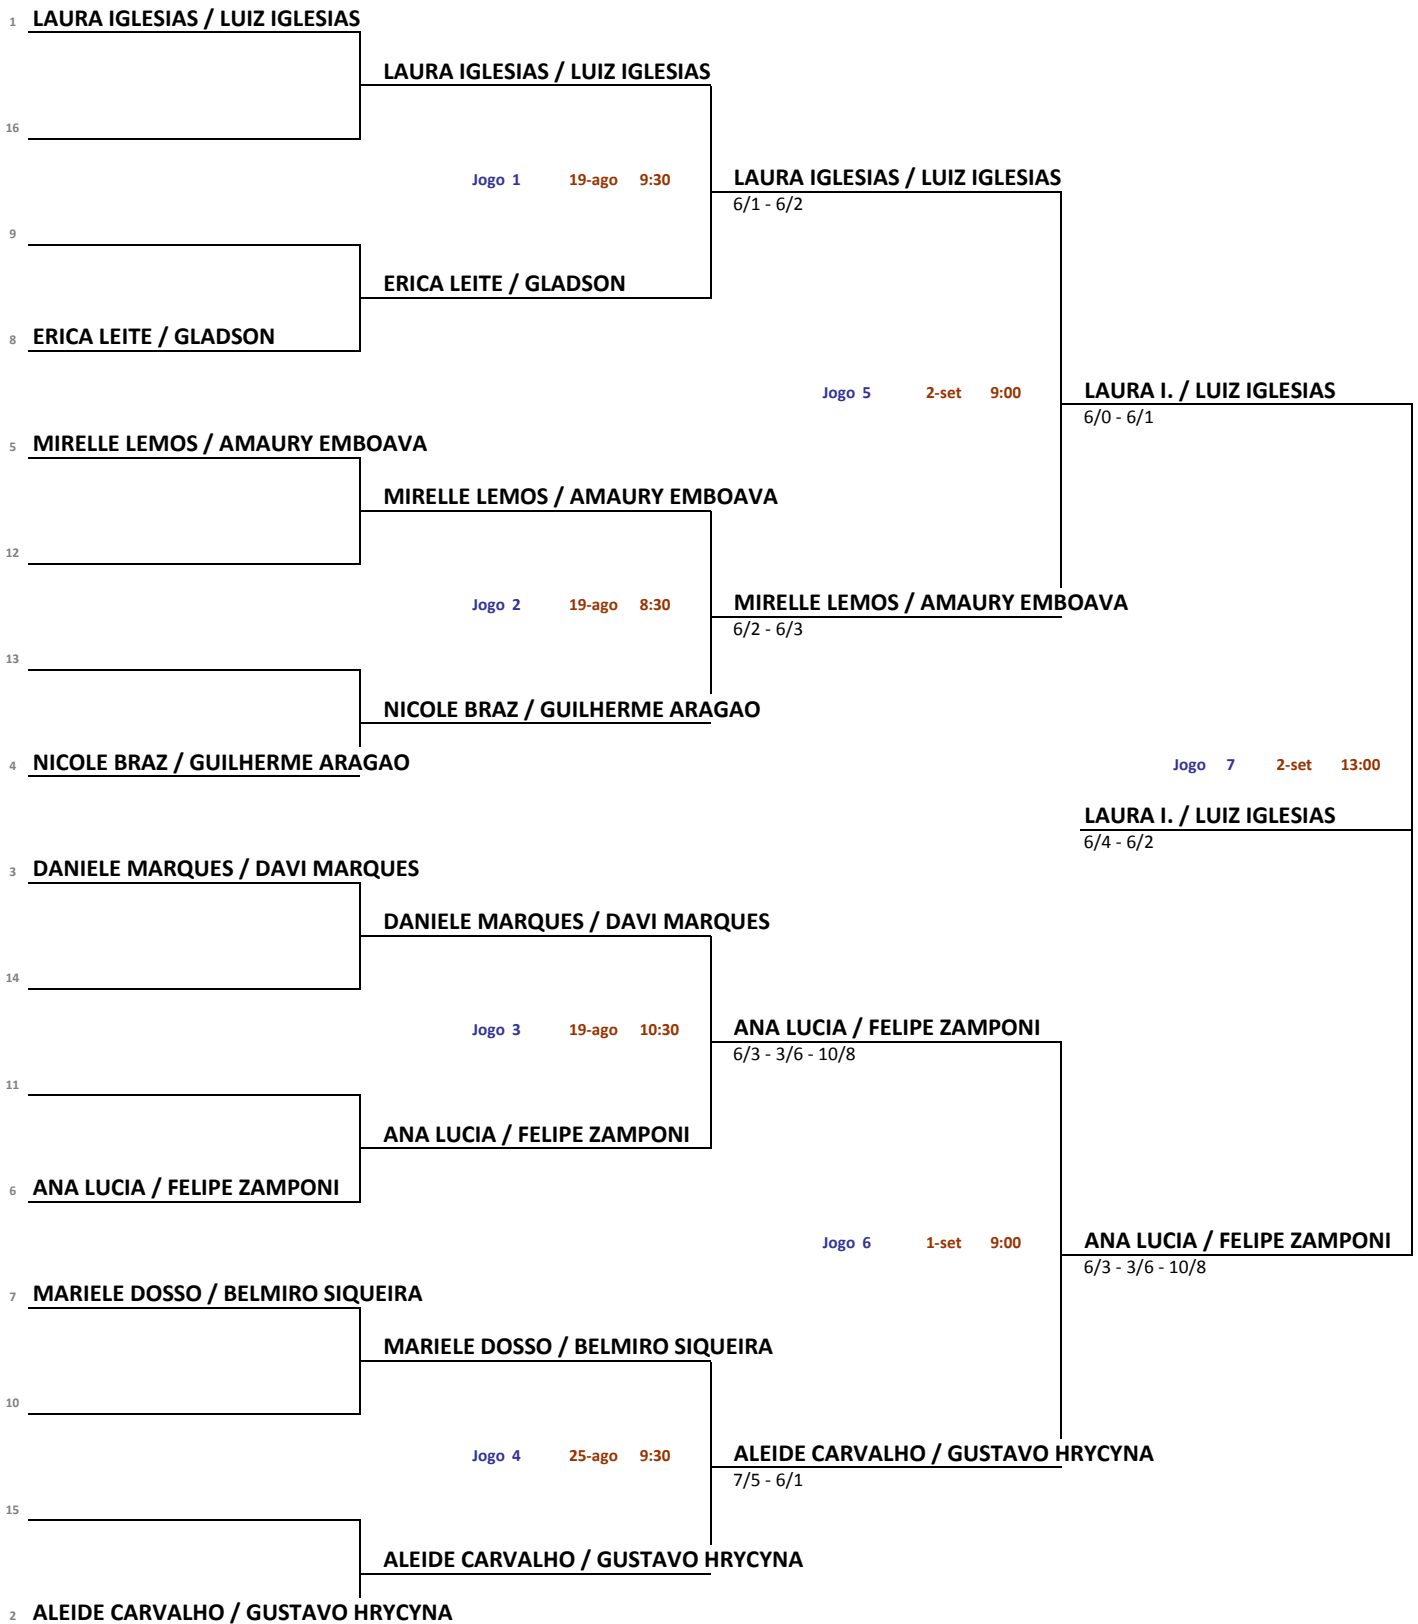 1 LAURA IGLESIAS / LUIZ IGLESIAS
LAURA IGLESIAS / LUIZ IGLESIAS
16
Jogo 1 19-ago 9:30
LAURA IGLESIAS / LUIZ IGLESIAS
6/1 - 6/2
9
ERICA LEITE / GLADSON
8 ERICA LEITE / GLADSON
Jogo 5 2-set 9:00
LAURA I. / LUIZ IGLESIAS
6/0 - 6/1
5 MIRELLE LEMOS / AMAURY EMBOAVA
MIRELLE LEMOS / AMAURY EMBOAVA
12
Jogo 2 19-ago 8:30
MIRELLE LEMOS / AMAURY EMBOAVA
6/2 - 6/3
13
NICOLE BRAZ / GUILHERME ARAGAO
4 NICOLE BRAZ / GUILHERME ARAGAO
Jogo 7 2-set 13:00
LAURA I. / LUIZ IGLESIAS
6/4 - 6/2
3 DANIELE MARQUES / DAVI MARQUES
DANIELE MARQUES / DAVI MARQUES
14
Jogo 3 19-ago 10:30
ANA LUCIA / FELIPE ZAMPONI
6/3 - 3/6 - 10/8
11
ANA LUCIA / FELIPE ZAMPONI
6 ANA LUCIA / FELIPE ZAMPONI
Jogo 6 1-set 9:00
ANA LUCIA / FELIPE ZAMPONI
6/3 - 3/6 - 10/8
7 MARIELE DOSSO / BELMIRO SIQUEIRA
MARIELE DOSSO / BELMIRO SIQUEIRA
10
Jogo 4 25-ago 9:30
ALEIDE CARVALHO / GUSTAVO HRYCYNA
7/5 - 6/1
15
ALEIDE CARVALHO / GUSTAVO HRYCYNA
2 ALEIDE CARVALHO / GUSTAVO HRYCYNA